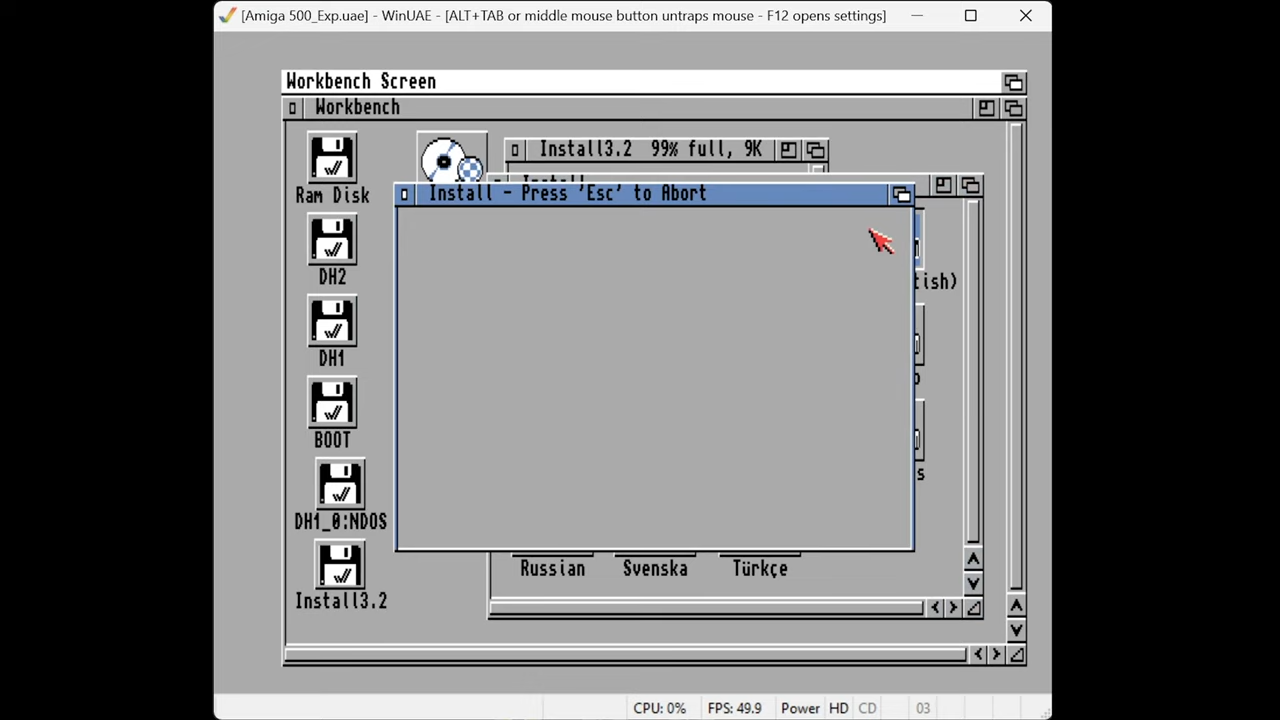 [Amiga 500_Exp.uae] - WinUAE - [ALT+TAB or middle mouse button untraps mouse - F12 opens settings]
Workbench Screen
Workbench
Install3.2 99% full, 9K
Install
Install - Press 'Esc' to Abort
Ram Disk
DH2
tish)
DH1
BOOT
s
DH1_0:NDOS
Russian
Svenska
Türkçe
Install3.2
CPU: 0%
FPS: 49.9
Power
HD
CD
03